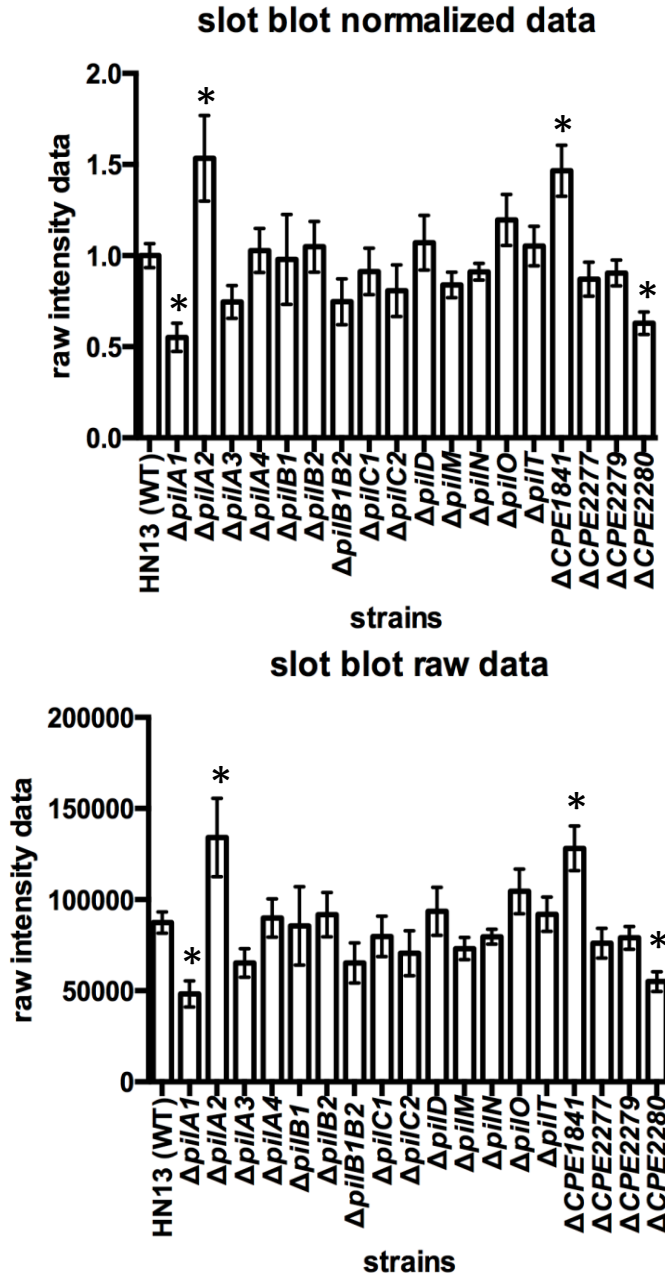 slot blot normalized data
raw intensity data
2.0
1.5
1.0
0.5
0.0
* * * *
HN13 (WT)
ΔpilA1
ΔpilA2
ΔpilA3
ΔpilA4
ΔpilB1
ΔpilB2
ΔpilB1B2
ΔpilC1
ΔpilC2
ΔpilD
ΔpilM
ΔpilN
ΔpilO
ΔpilT
ΔCPE1841
ΔCPE2277
ΔCPE2279
ΔCPE2280
strains
slot blot raw data
raw intensity data
200000
150000
100000
50000
0
* * * *
HN13 (WT)
ΔpilA1
ΔpilA2
ΔpilA3
ΔpilA4
ΔpilB1
ΔpilB2
ΔpilB1B2
ΔpilC1
ΔpilC2
ΔpilD
ΔpilM
ΔpilN
ΔpilO
ΔpilT
ΔCPE1841
ΔCPE2277
ΔCPE2279
ΔCPE2280
strains